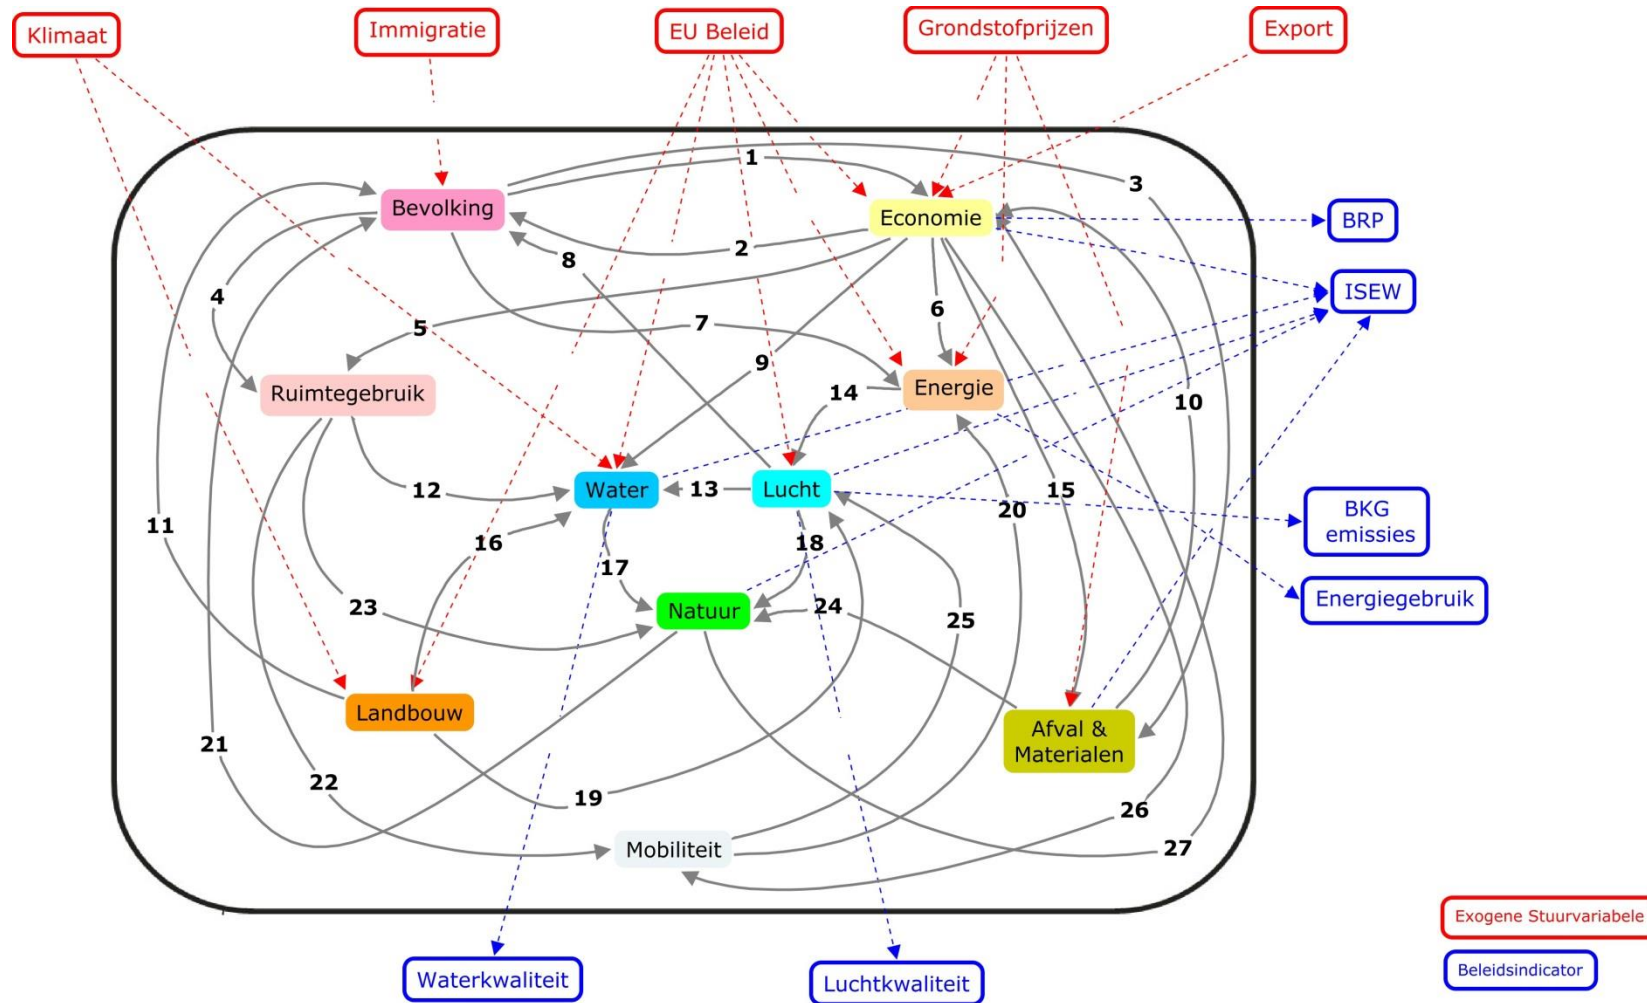 Klimaat
Immigratie
EU Beleid
Grondstofprijzen
Export
1
3
Bevolking
Economie
BRP
2
8
4
ISEW
6
7
5
9
Ruimtegebruik
Energie
14
10
12
Water
13
Lucht
15
20
11
16
18
BKG
emissies
17
23
Natuur
24
25
Energiegebruik
Landbouw
Afval &
Materialen
21
22
19
26
Mobiliteit
27
Exogene Stuurvariabele
Waterkwaliteit
Luchtkwaliteit
Beleidsindicator